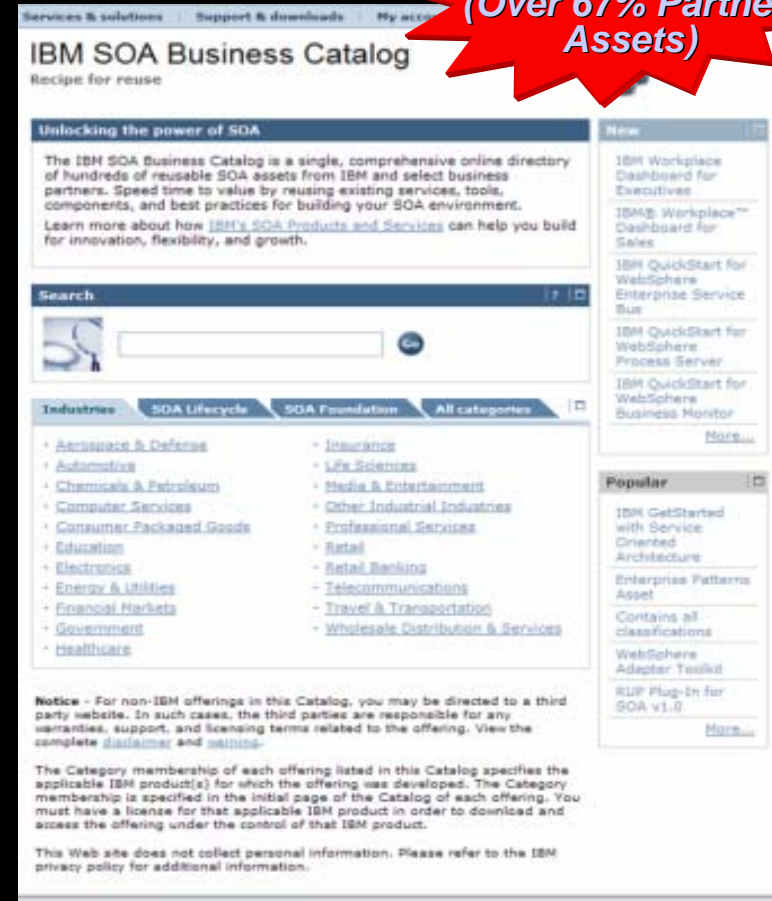 (Over 67% Partne
Assets)
Services & solutions Support & downloads My acco
IBM SOA Business Catalog
Recipe for reuse
Unlocking the power of SOA
The IBM SOA Business Catalog is a single, comprehensive online directory
of hundreds of reusable SOA assets from IBM and select business
partners. Speed time to value by reusing existing services, tools,
components, and best practices for building your SOA environment.
Learn more about how IBM's SOA Products and Services can help you build
for innovation, flexibility, and growth.
Search ?
Go
Industries SOA Lifecycle SOA Foundation All categories
Aerospace & Defense
Automotive
Chemicals & Petroleum
Computer Services
Consumer Packaged Goods
Education
Electronics
Energy & Utilities
Financial Markets
Government
Healthcare
Insurance
Life Sciences
Media & Entertainment
Other Industrial Industries
Professional Services
Retail
Retail Banking
Telecommunications
Travel & Transportation
Wholesale Distribution & Services
Notice - For non-IBM offerings in this Catalog, you may be directed to a third
party website. In such cases, the third parties are responsible for any
warranties, support, and licensing terms related to the offering. View the
complete disclaimer and warning.
The Category membership of each offering listed in this Catalog specifies the
applicable IBM product(s) for which the offering was developed. The Category
membership is specified in the initial page of the Catalog of each offering. You
must have a license for that applicable IBM product in order to download and
access the offering under the control of that IBM product.
This Web site does not collect personal information. Please refer to the IBM
privacy policy for additional information.
New
IBM Workplace
Dashboard for
Executives
IBM® Workplace™
Dashboard for
Sales
IBM QuickStart for
WebSphere
Enterprise Service
Bus
IBM QuickStart for
WebSphere
Process Server
IBM QuickStart for
WebSphere
Business Monitor
More...
Popular
IBM GetStarted
with Service
Oriented
Architecture
Enterprise Patterns
Asset
Contains all
classifications
WebSphere
Adapter Toolkit
RUP Plug-In for
SOA v1.0
More...